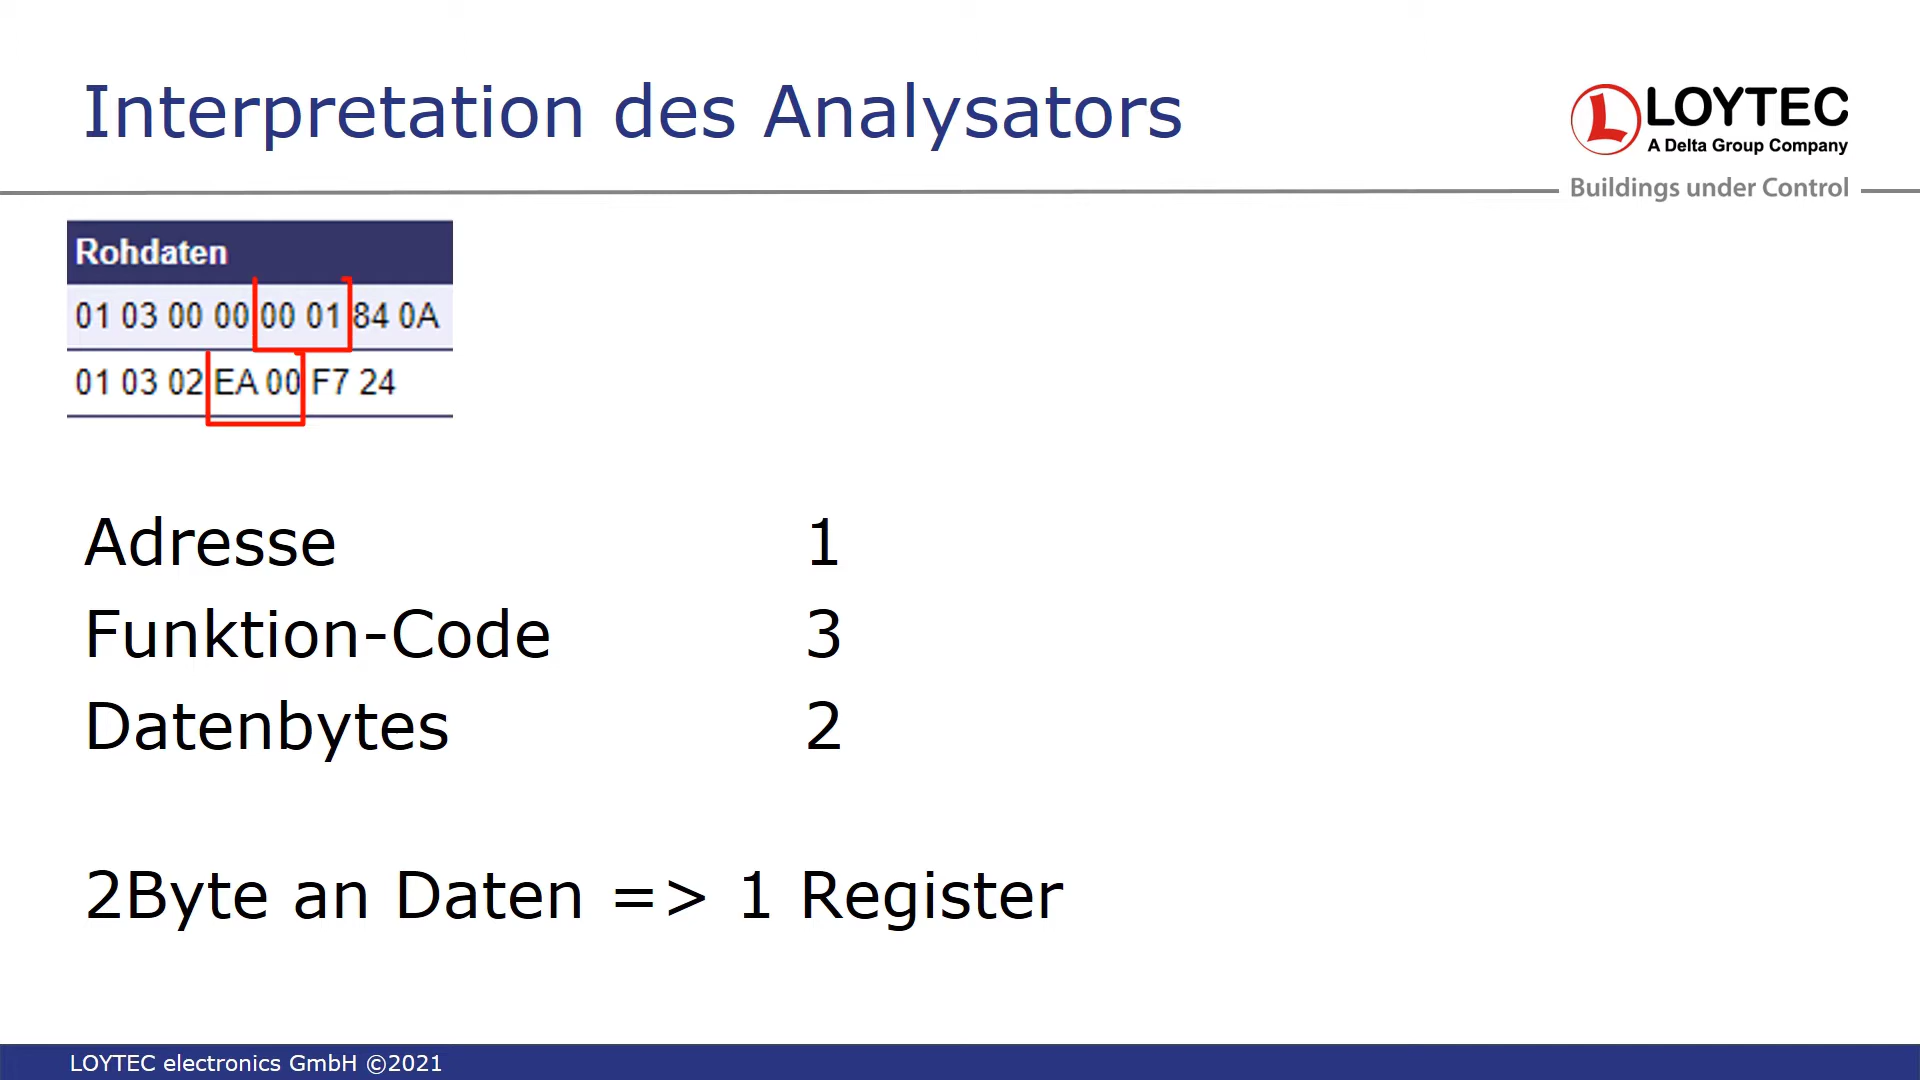 Interpretation des Analysators
LOYTEC
A Delta Group Company
Buildings under Control
Rohdaten
01 03 00 00 00 01 84 0A
01 03 02 EA 00 F7 24
Adresse 1
Funktion-Code 3
Datenbytes 2
2Byte an Daten => 1 Register
LOYTEC electronics GmbH ©2021